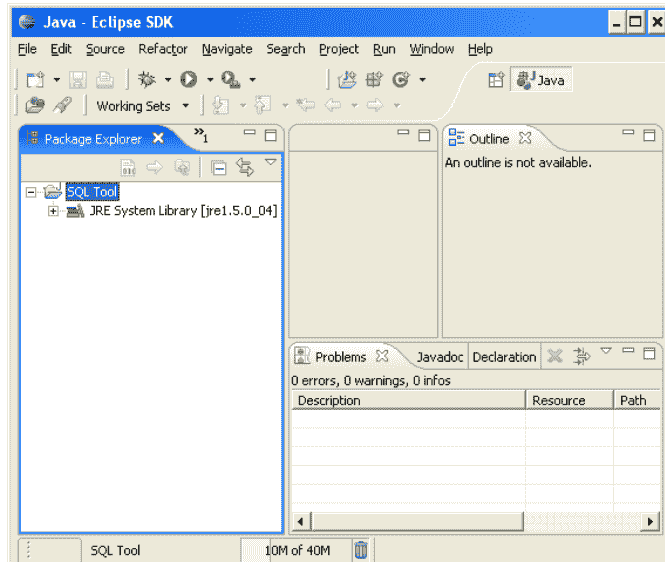 Java - Eclipse SDK
File Edit Source Refactor Navigate Search Project Run Window Help
Java
Working Sets
Package Explorer
»1
Outline
An outline is not available.
SQL Tool
JRE System Library [jre1.5.0_04]
Problems Javadoc Declaration
0 errors, 0 warnings, 0 infos
Description Resource Path
SQL Tool 10M of 40M